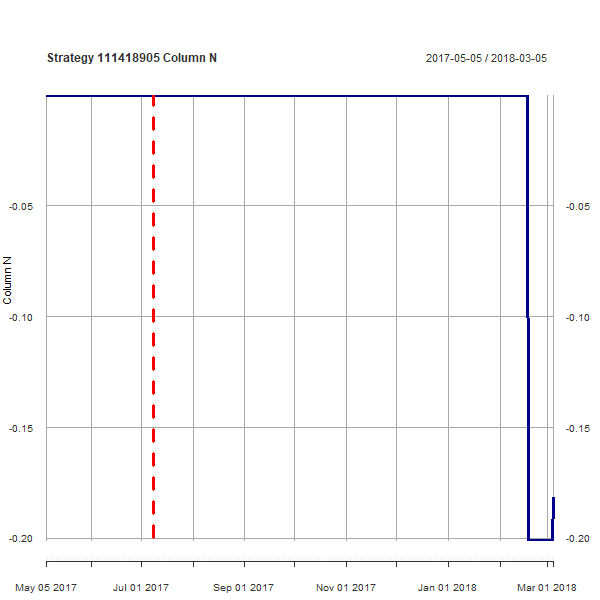 Strategy 111418905 Column N
2017-05-05 / 2018-03-05
-0.05 -0.05
Column N
-0.10 -0.10
-0.15 -0.15
-0.20 -0.20
May 05 2017 Jul 01 2017 Sep 01 2017 Nov 01 2017 Jan 01 2018 Mar 01 2018